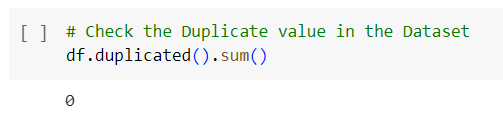 [ ] # Check the Duplicate value in the Dataset
df.duplicated().sum()
0